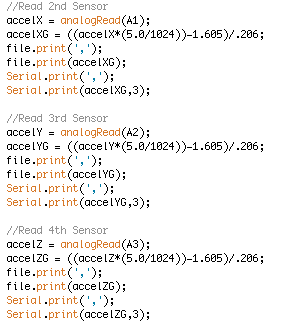 //Read 2nd Sensor
accelX = analogRead(A1);
accelXG = ((accelX*(5.0/1024))-1.605)/.206;
file.print(',');
file.print(accelXG);
Serial.print(',');
Serial.print(accelXG,3);
//Read 3rd Sensor
accelY = analogRead(A2);
accelYG = ((accelY*(5.0/1024))-1.605)/.206;
file.print(',');
file.print(accelYG);
Serial.print(',');
Serial.print(accelYG,3);
//Read 4th Sensor
accelZ = analogRead(A3);
accelZG = ((accelZ*(5.0/1024))-1.605)/.206;
file.print(',');
file.print(accelZG);
Serial.print(',');
Serial.print(accelZG,3);